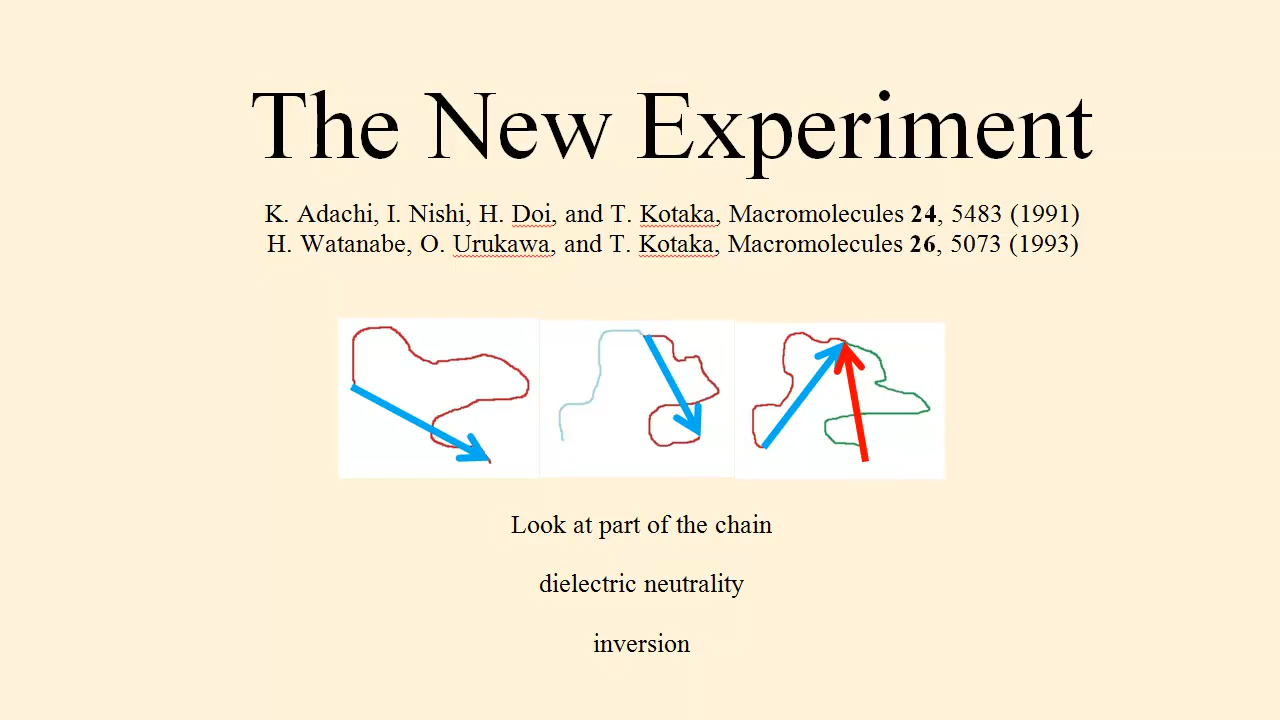 The New Experiment
K. Adachi, I. Nishi, H. Doi, and T. Kotaka, Macromolecules 24, 5483 (1991)
H. Watanabe, O. Urukawa, and T. Kotaka, Macromolecules 26, 5073 (1993)
Look at part of the chain
dielectric neutrality
inversion